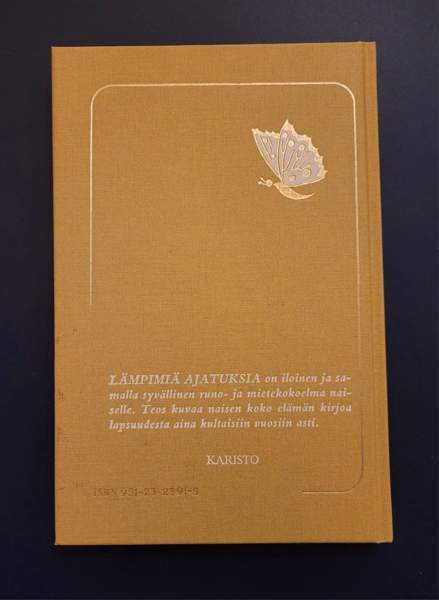 LÄMPIMIÄ AJATUKSIA on iloinen ja sa-
malla syvällinen runo- ja mietekokoelma nai-
selle. Teos kuvaa naisen koko elämän kirjoa
lapsuudesta aina kultaisiin vuosiin asti.
KARISTO
ISBN